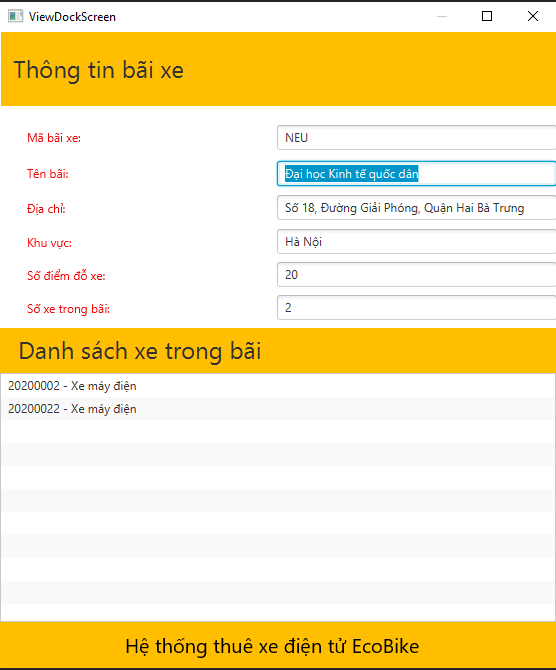 ViewDockScreen
Thông tin bãi xe
Mã bãi xe: NEU
Tên bãi: Đại học Kinh tế quốc dân
Địa chỉ: Số 18, Đường Giải Phóng, Quận Hai Bà Trưng
Khu vực: Hà Nội
Số điểm đỗ xe: 20
Số xe trong bãi: 2
Danh sách xe trong bãi
20200002 - Xe máy điện
20200022 - Xe máy điện
Hệ thống thuê xe điện tử EcoBike